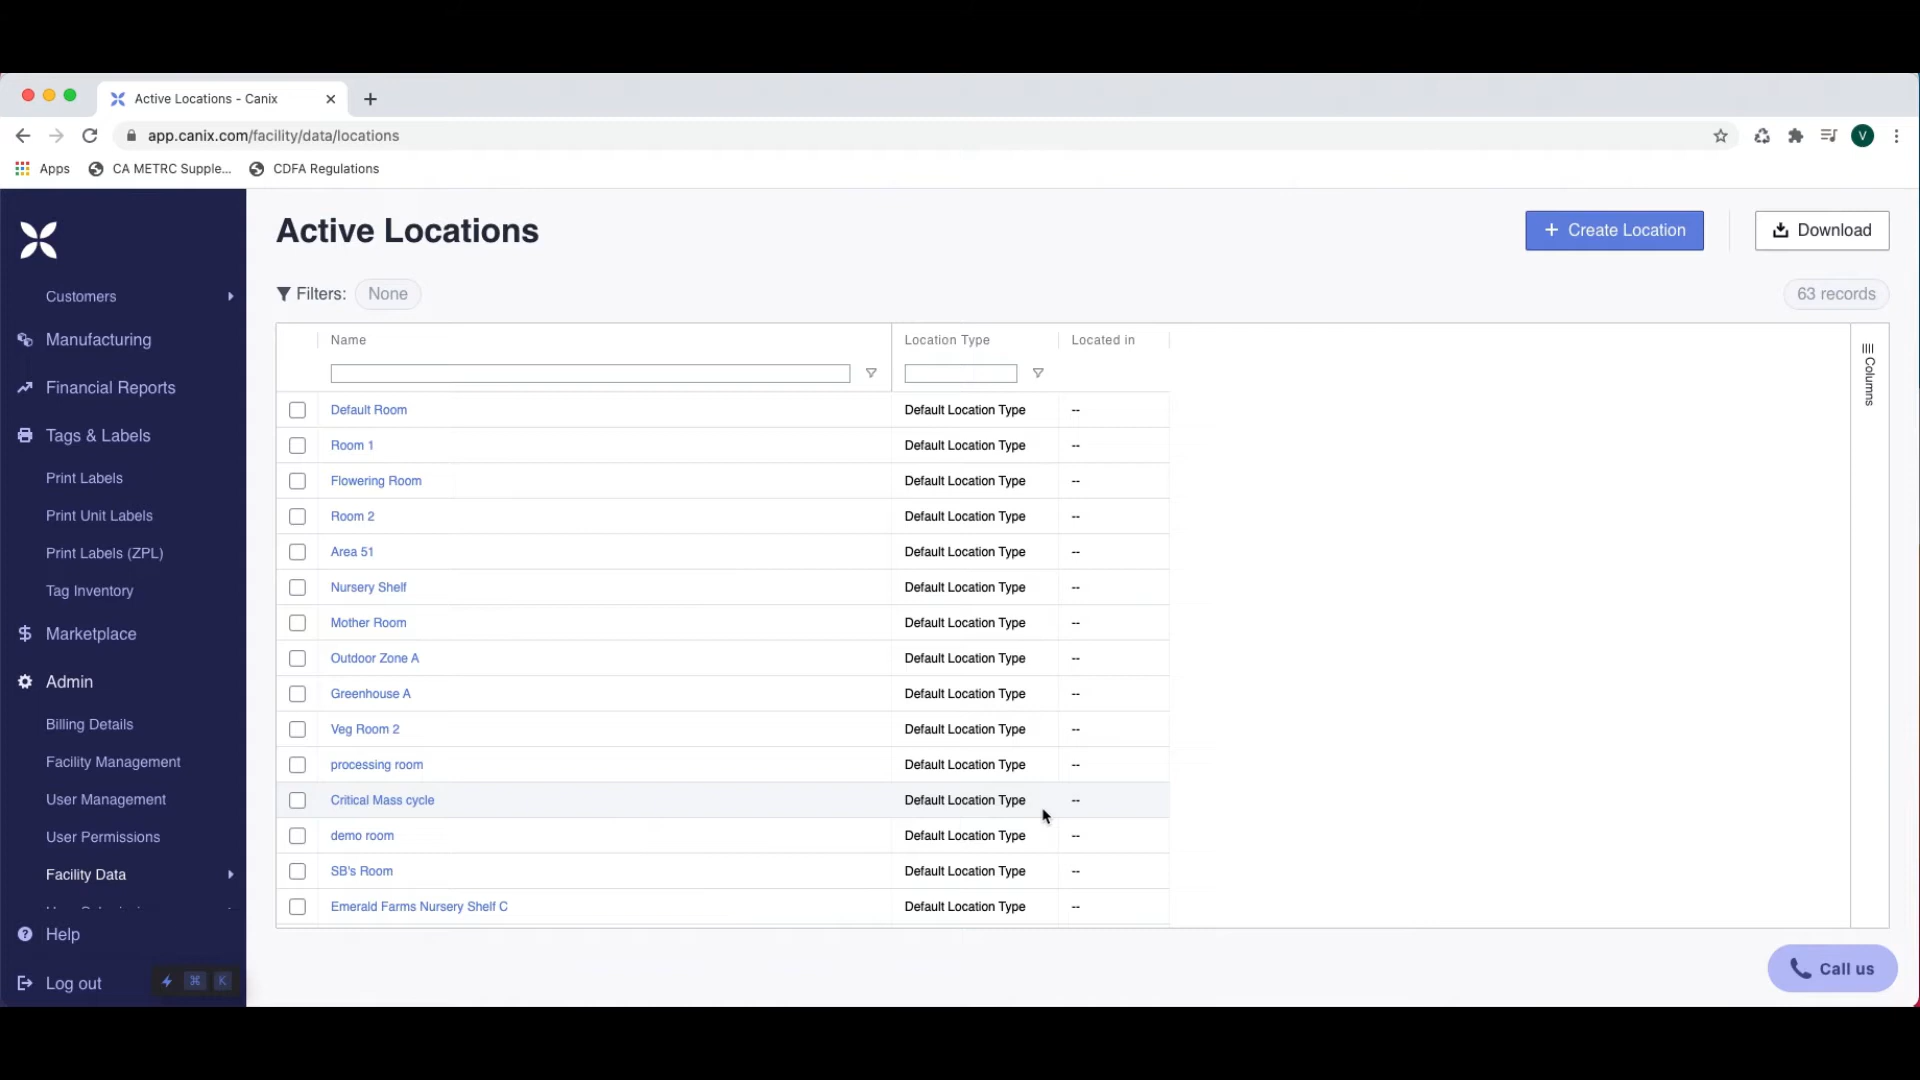 Active Locations - Canix
app.canix.com/facility/data/locations
V
Apps
CA METRC Supple...
CDFA Regulations
Customers
Manufacturing
Financial Reports
Tags & Labels
Print Labels
Print Unit Labels
Print Labels (ZPL)
Tag Inventory
Marketplace
Admin
Billing Details
Facility Management
User Management
User Permissions
Facility Data
Help
Log out
⌘ K
Active Locations
+ Create Location
Download
Filters: None
63 records
Name Location Type Located in
Columns
Default Room Default Location Type --
Room 1 Default Location Type --
Flowering Room Default Location Type --
Room 2 Default Location Type --
Area 51 Default Location Type --
Nursery Shelf Default Location Type --
Mother Room Default Location Type --
Outdoor Zone A Default Location Type --
Greenhouse A Default Location Type --
Veg Room 2 Default Location Type --
processing room Default Location Type --
Critical Mass cycle Default Location Type --
demo room Default Location Type --
SB's Room Default Location Type --
Emerald Farms Nursery Shelf C Default Location Type --
Call us